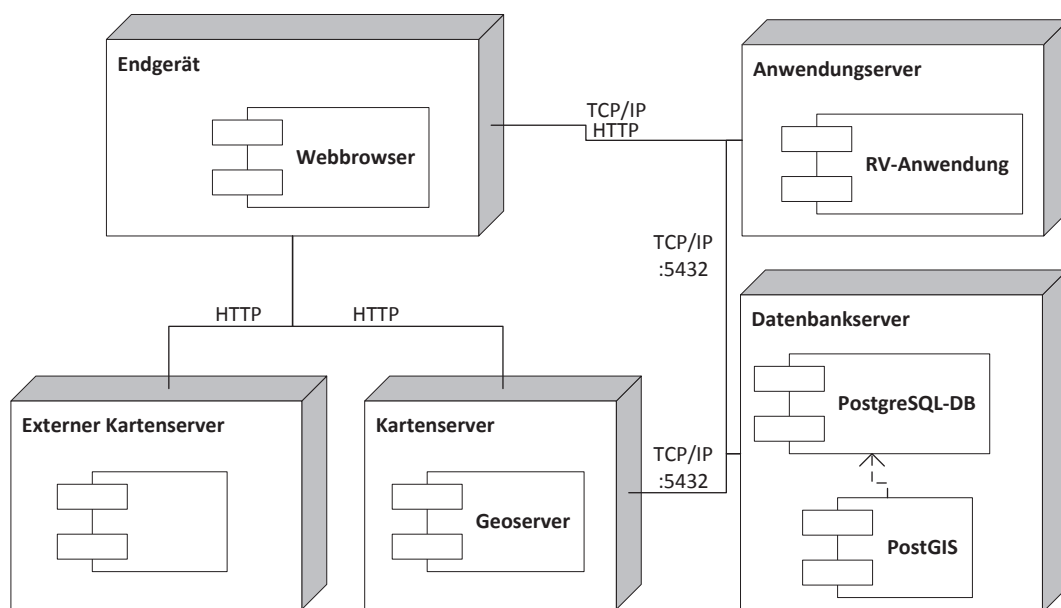 Endgerät
Webbrowser
TCP/IP
HTTP
Anwendungserver
RV-Anwendung
TCP/IP
:5432
HTTP
HTTP
Externer Kartenserver
Kartenserver
Geoserver
TCP/IP
:5432
Datenbankserver
PostgreSQL-DB
PostGIS